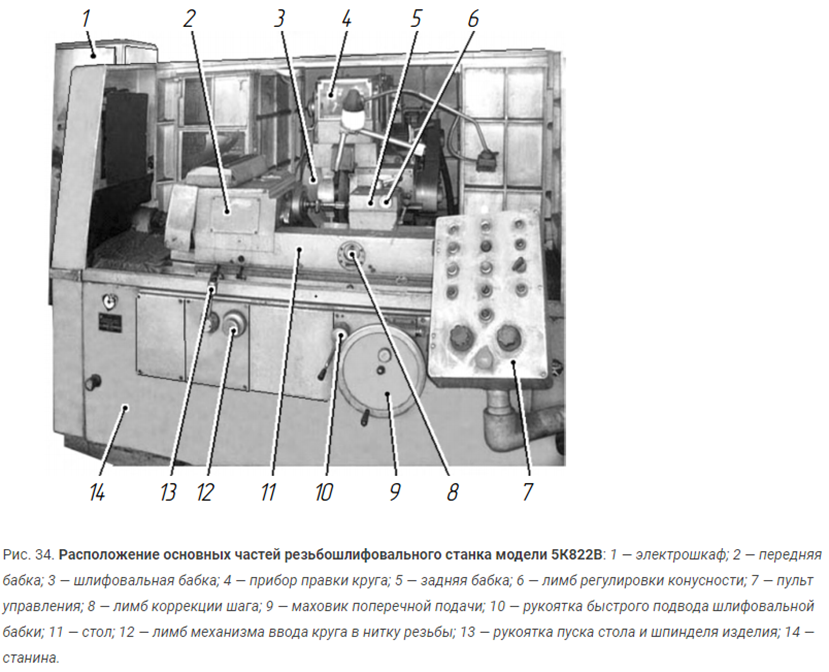 1 2 3 4 5 6
14 13 12 11 10 9 8 7
Рис. 34. Расположение основных частей резьбошлифовального станка модели 5К822В: 1 — электрошкаф; 2 — передняя
бабка; 3 — шлифовальная бабка; 4 — прибор правки круга; 5 — задняя бабка; 6 — лимб регулировки конусности; 7 — пульт
управления; 8 — лимб коррекции шага; 9 — маховик поперечной подачи; 10 — рукоятка быстрого подвода шлифовальной
бабки; 11 — стол; 12 — лимб механизма ввода круга в нитку резьбы; 13 — рукоятка пуска стола и шпинделя изделия; 14 —
станина.